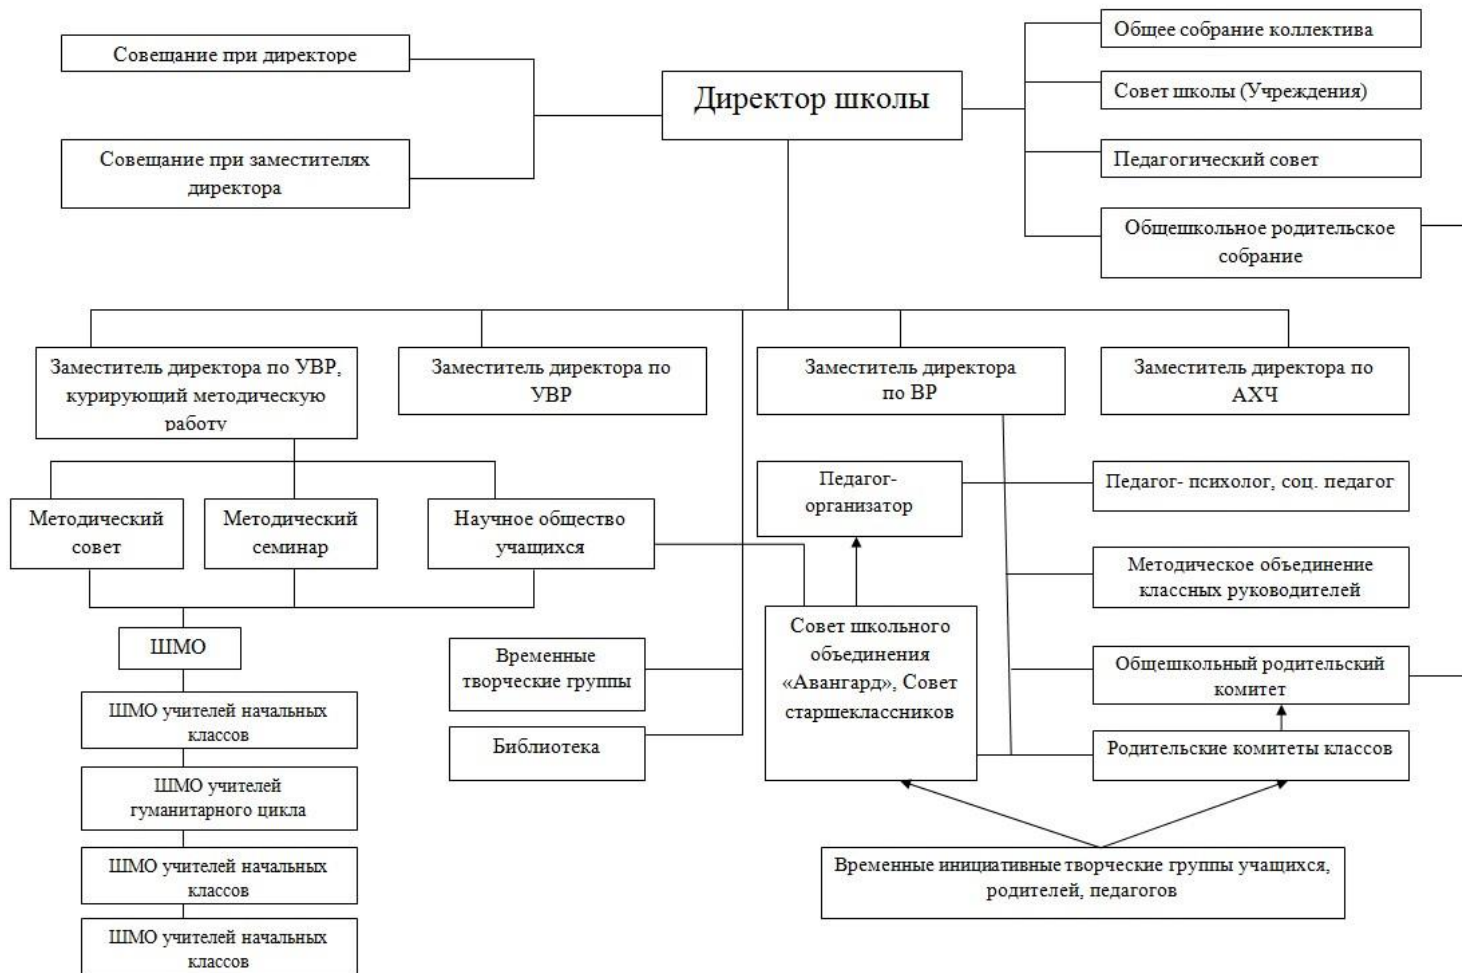 Совещание при директоре
Директор школы
Общее собрание коллектива
Совет школы (Учреждения)
Совещание при заместителях
директора
Педагогический совет
Общешкольное родительское
собрание
Заместитель директора по УВР,
курирующий методическую
работу
Заместитель директора по
УВР
Заместитель директора
по ВР
Заместитель директора по
АХЧ
Педагог-
организатор
Педагог- психолог, соц. педагог
Методический
совет
Методический
семинар
Научное общество
учащихся
Методическое объединение
классных руководителей
ШМО
Временные
творческие группы
Совет школьного
объединения
«Авангард», Совет
старшеклассников
Общешкольный родительский
комитет
ШМО учителей начальных
классов
Библиотека
Родительские комитеты классов
ШМО учителей
гуманитарного цикла
ШМО учителей начальных
классов
Временные инициативные творческие группы учащихся,
родителей, педагогов
ШМО учителей начальных
классов